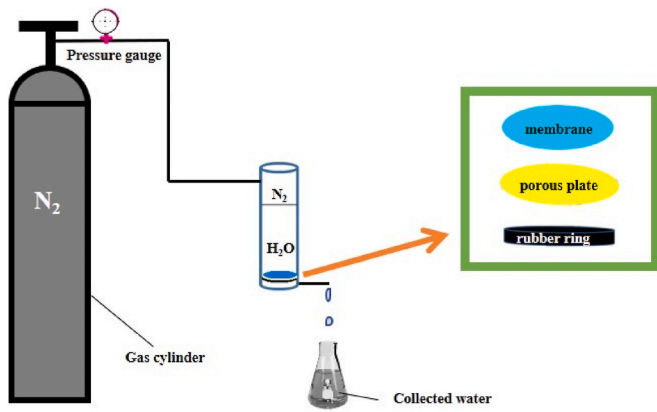 Pressure gauge
N₂
Gas cylinder
N₂
H₂O
Collected water
membrane
porous plate
rubber ring